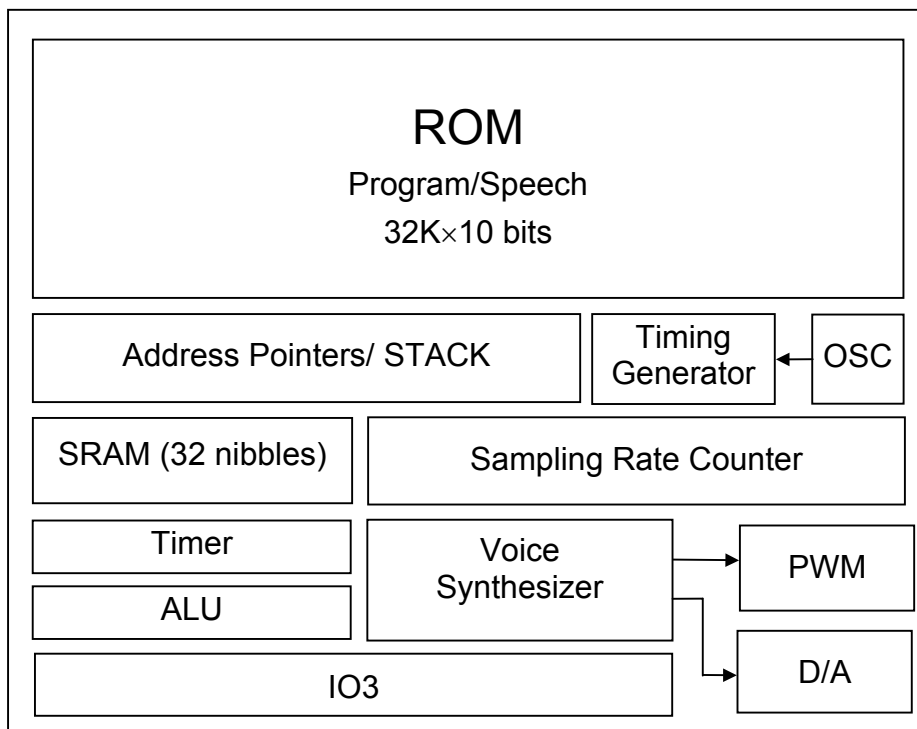 ROM
Program/Speech
32K×10 bits
Address Pointers/ STACK
Timing
Generator
OSC
SRAM (32 nibbles)
Sampling Rate Counter
Timer
Voice
Synthesizer
PWM
ALU
D/A
IO3